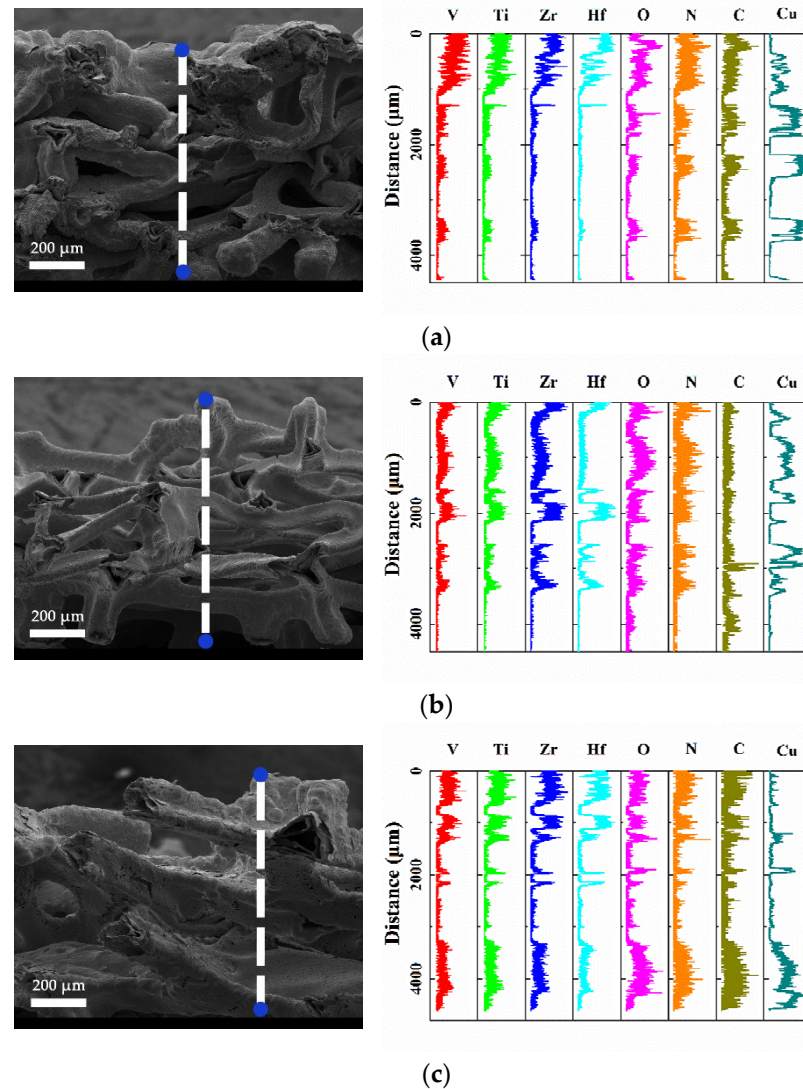 V Ti Zr Hf O N C Cu
0
2000
4000
Distance (µm)
200 µm
(a)
V Ti Zr Hf O N C Cu
0
2000
4000
Distance (µm)
200 µm
(b)
V Ti Zr Hf O N C Cu
0
2000
4000
Distance (µm)
200 µm
(c)